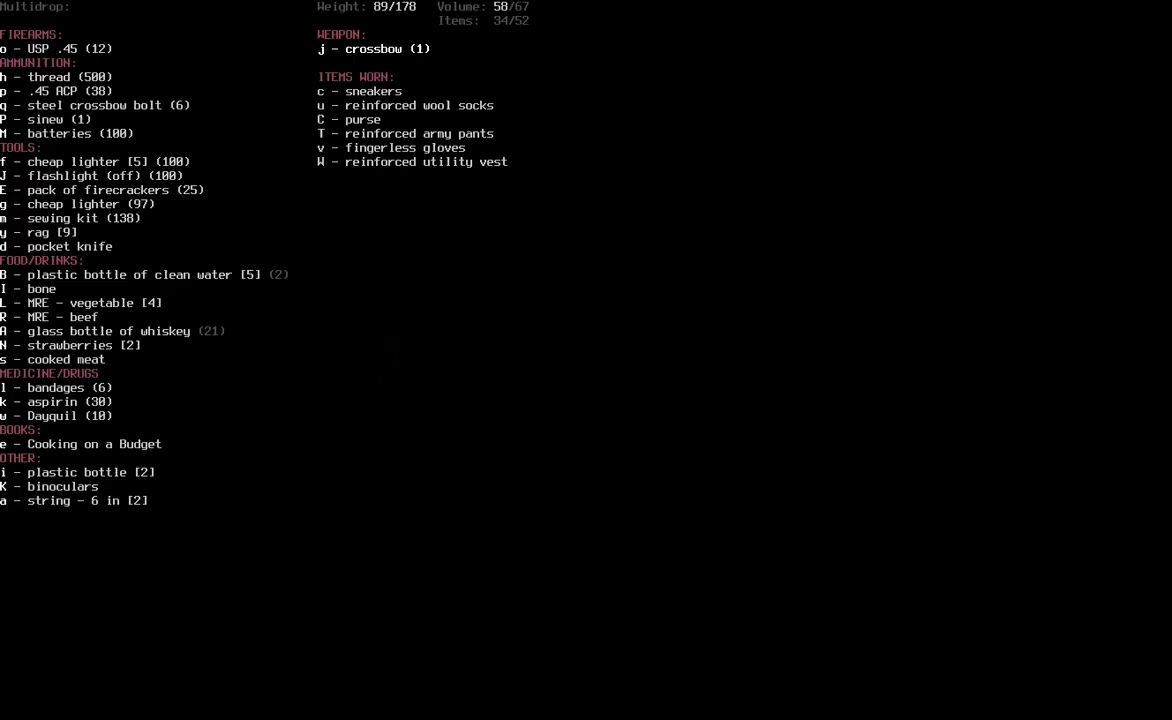 Multidrop: Weight: 89/178 Volume: 58/67
Items: 34/52
FIREARMS:
o - USP .45 (12)
AMMUNITION:
h - thread (500)
p - .45 ACP (38)
q - steel crossbow bolt (6)
P - sinew (1)
M - batteries (100)
TOOLS:
f - cheap lighter [5] (100)
J - flashlight (off) (100)
E - pack of firecrackers (25)
g - cheap lighter (97)
m - sewing kit (138)
y - rag [9]
d - pocket knife
FOOD/DRINKS:
B - plastic bottle of clean water [5] (2)
I - bone
L - MRE - vegetable [4]
R - MRE - beef
A - glass bottle of whiskey (21)
N - strawberries [2]
s - cooked meat
MEDICINE/DRUGS
l - bandages (6)
k - aspirin (30)
w - Dayquil (10)
BOOKS:
e - Cooking on a Budget
OTHER:
i - plastic bottle [2]
K - binoculars
a - string - 6 in [2]
WEAPON:
j - crossbow (1)
ITEMS WORN:
c - sneakers
u - reinforced wool socks
C - purse
T - reinforced army pants
v - fingerless gloves
W - reinforced utility vest